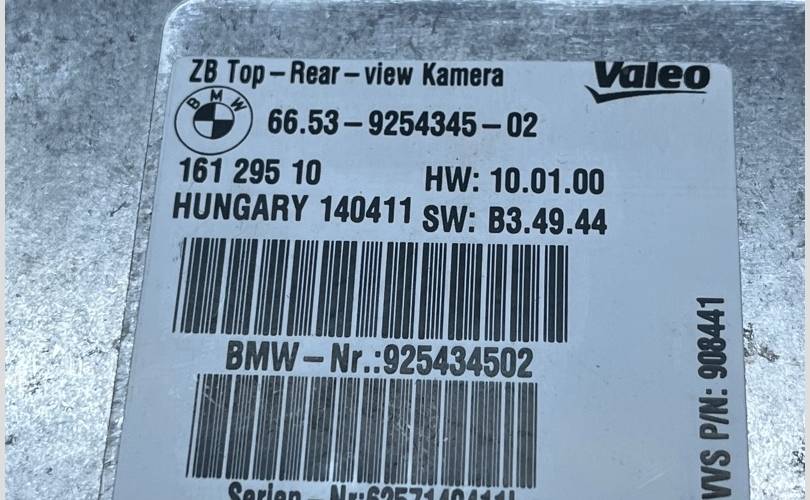 ZB Top-Rear-view Kamera
Valeo
BMW
66.53-9254345-02
161 295 10
HW: 10.01.00
HUNGARY 140411
SW: B3.49.44
BMW-Nr.:925434502
VVS P/N: 908441